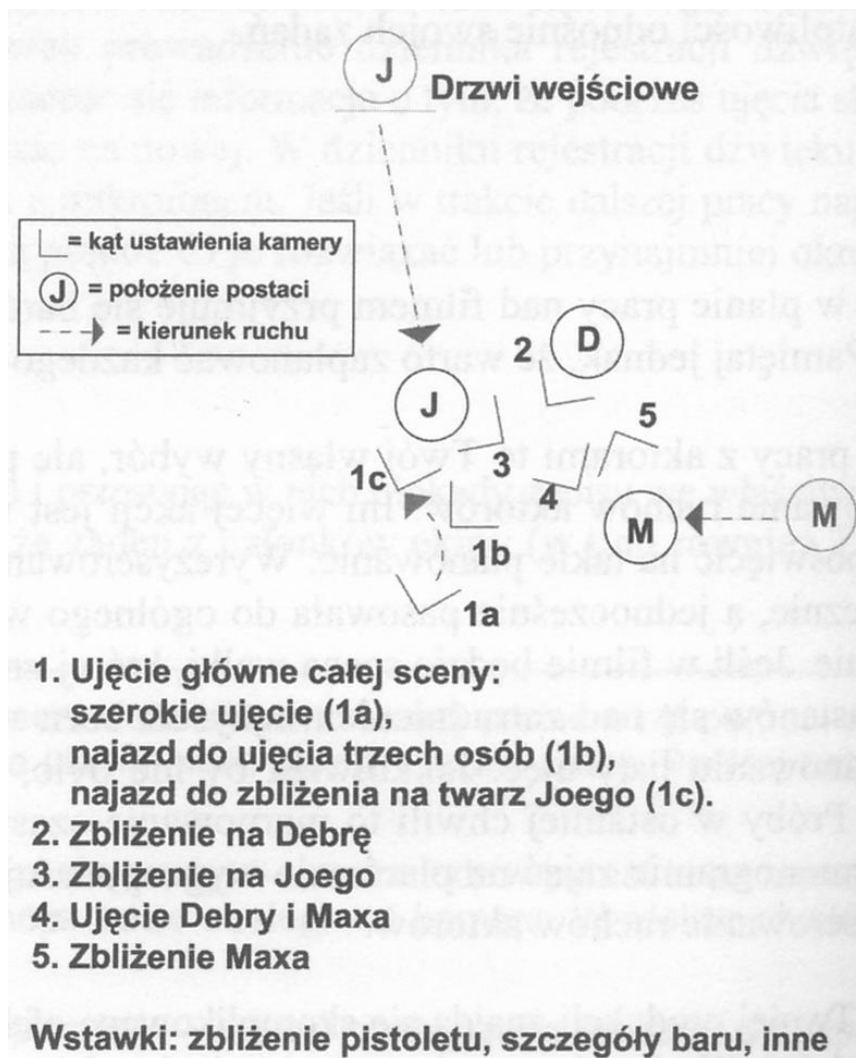 J
Drzwi wejściowe
⌊ = kąt ustawienia kamery
J = położenie postaci
= kierunek ruchu
2
D
J
5
3
1c
4
M
M
1b
1a
1. Ujęcie główne całej sceny:
szerokie ujęcie (1a),
najazd do ujęcia trzech osób (1b),
najazd do zbliżenia na twarz Joego (1c).
2. Zbliżenie na Debrę
3. Zbliżenie na Joego
4. Ujęcie Debry i Maxa
5. Zbliżenie Maxa
Wstawki: zbliżenie pistoletu, szczegóły baru, inne